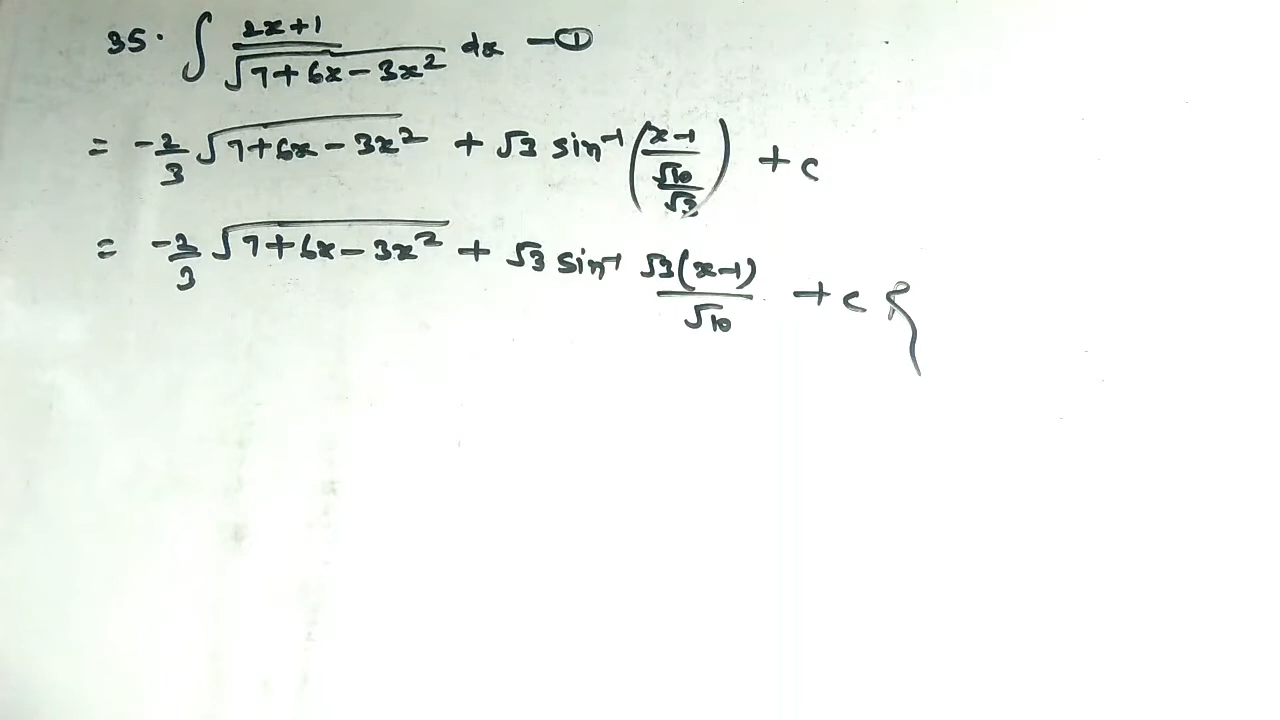 35. ∫ (2x+1)/√(7+6x−3x²) dx −①
= −2/3 √(7+6x−3x²) + √3 sin⁻¹((x−1)/(√10/√3)) + c
= −2/3 √(7+6x−3x²) + √3 sin⁻¹ √3(x−1)/√10 + c